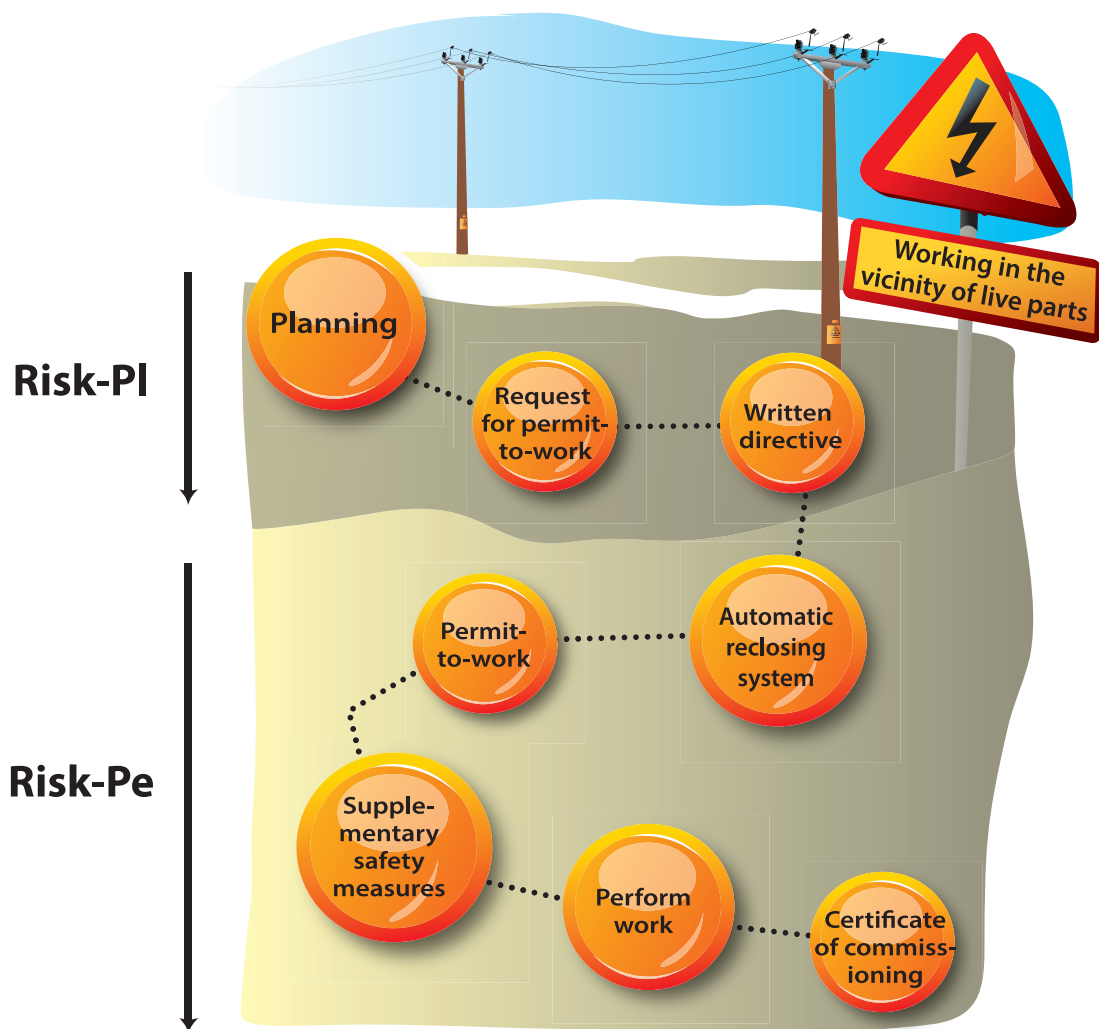 Working in the
vicinity of live parts
Planning
Risk-Pl
Request
for permit-
to-work
Written
directive
Automatic
reclosing
system
Permit-
to-work
Risk-Pe
Supple-
mentary
safety
measures
Perform
work
Certificate
of commiss-
ioning